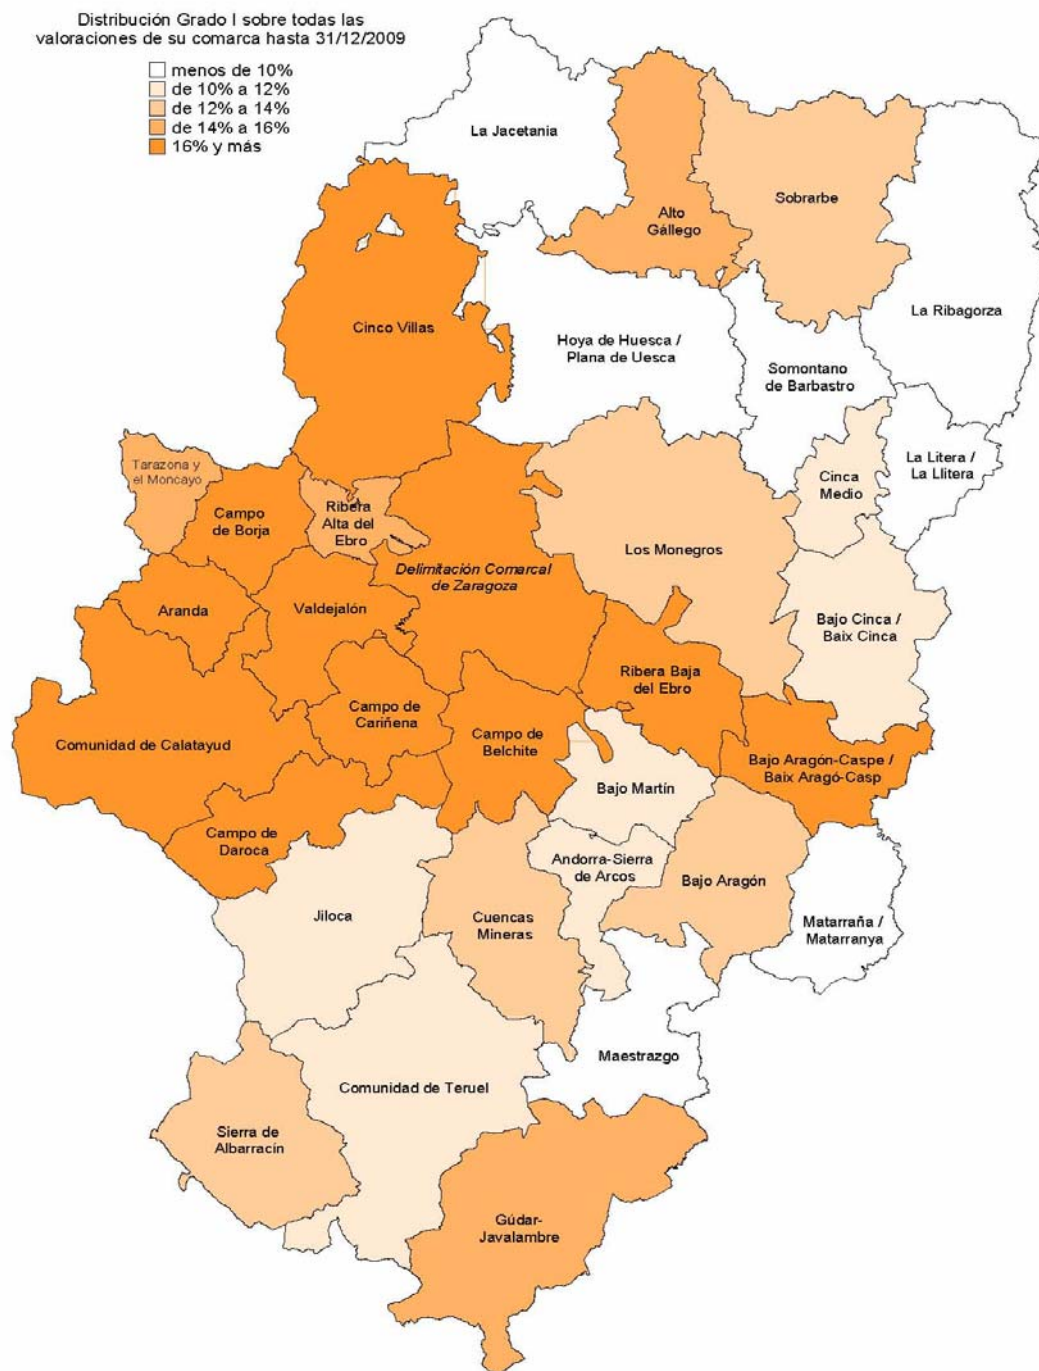 Distribución Grado I sobre todas las
valoraciones de su comarca hasta 31/12/2009
menos de 10%
de 10% a 12%
de 12% a 14%
de 14% a 16%
16% y más
La Jacetania
Alto
Gállego
Sobrarbe
La Ribagorza
Cinco Villas
Hoya de Huesca /
Plana de Uesca
Somontano
de Barbastro
Tarazona y
el Moncayo
Campo
de Borja
Ribera
Alta del
Ebro
Cinca
Medio
La Litera /
La Llitera
Los Monegros
Delimitación Comarcal
de Zaragoza
Aranda
Valdejalón
Bajo Cinca /
Baix Cinca
Ribera Baja
del Ebro
Comunidad de Calatayud
Campo de
Cariñena
Campo de
Belchite
Bajo Aragón-Caspe /
Baix Aragó-Casp
Bajo Martín
Campo de
Daroca
Andorra-Sierra
de Arcos
Bajo Aragón
Jiloca
Cuencas
Mineras
Matarraña /
Matarranya
Maestrazgo
Comunidad de Teruel
Sierra de
Albarracín
Gúdar-
Javalambre